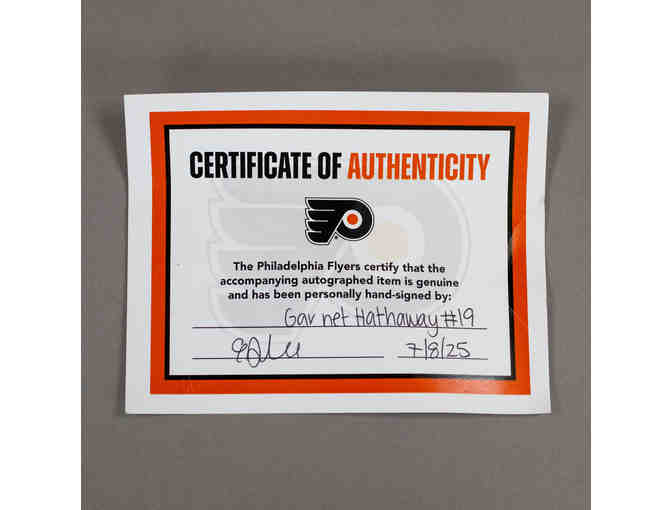 CERTIFICATE OF AUTHENTICITY
The Philadelphia Flyers certify that the
accompanying autographed item is genuine
and has been personally hand-signed by:
Garnet Hathaway #19
7/8/25